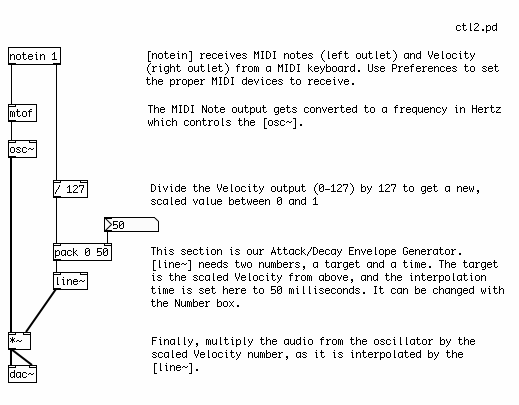 ctl2.pd
notein 1
[notein] receives MIDI notes (left outlet) and Velocity
(right outlet) from a MIDI keyboard. Use Preferences to set
the proper MIDI devices to receive.
mtof
The MIDI Note output gets converted to a frequency in Hertz
which controls the [osc~].
osc~
/ 127
Divide the Velocity output (0-127) by 127 to get a new,
scaled value between 0 and 1
50
pack 0 50
This section is our Attack/Decay Envelope Generator.
[line~] needs two numbers, a target and a time. The target
is the scaled Velocity from above, and the interpolation
time is set here to 50 milliseconds. It can be changed with
the Number box.
line~
*~
Finally, multiply the audio from the oscillator by the
scaled Velocity number, as it is interpolated by the
[line~].
dac~